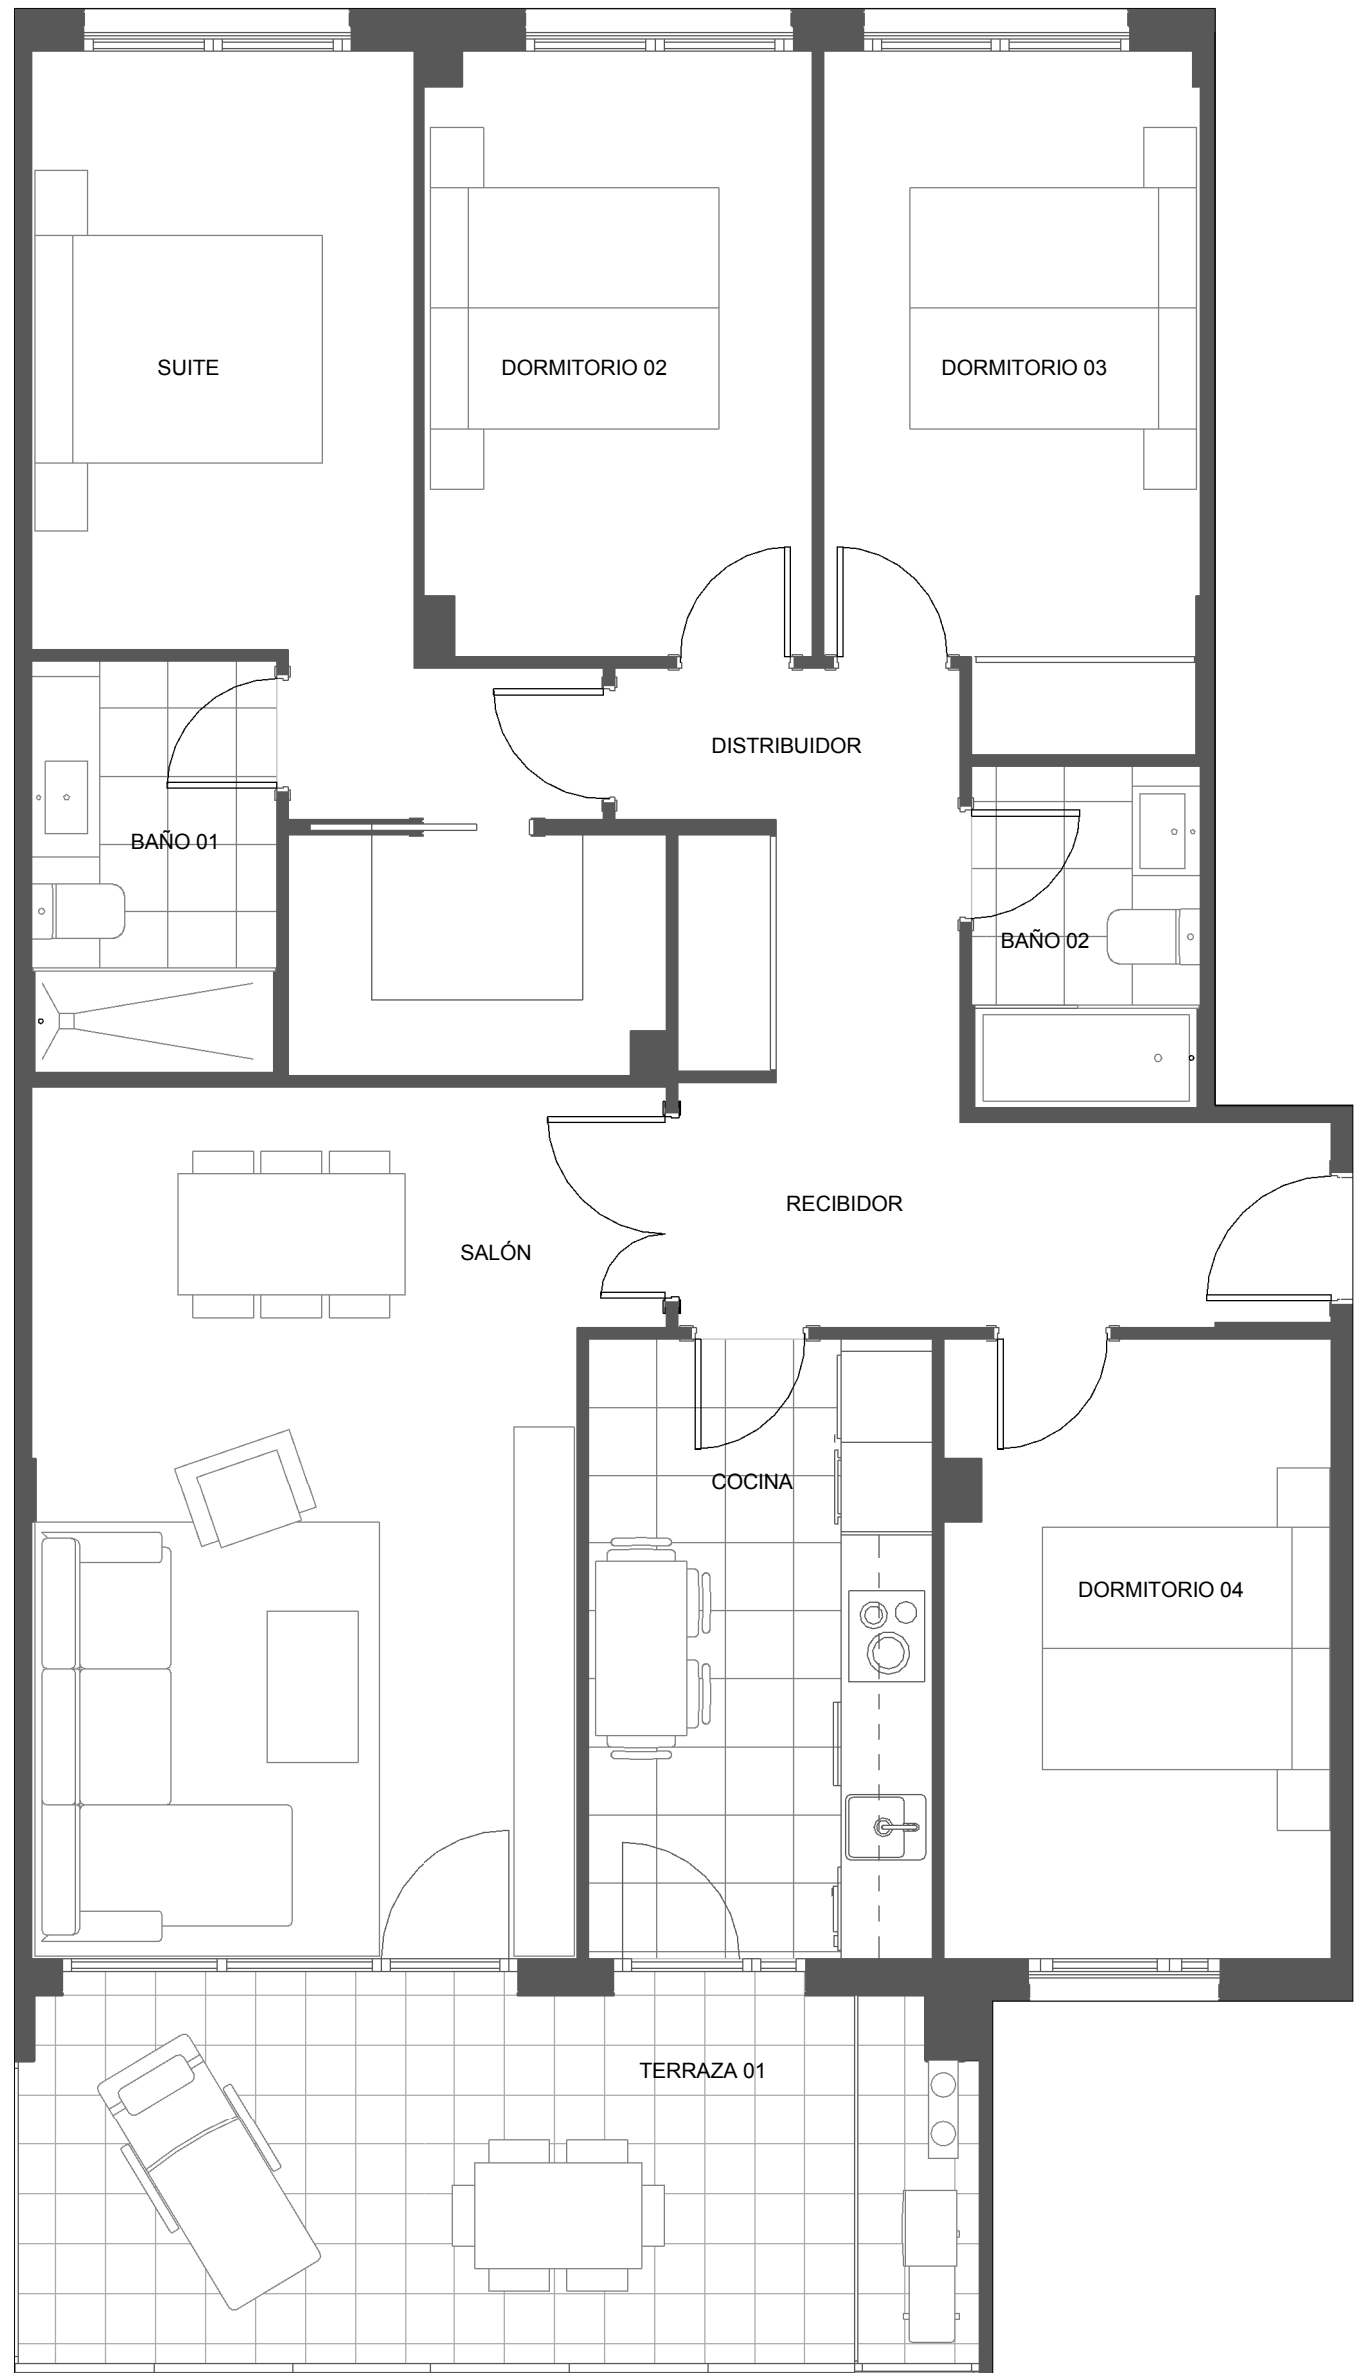 SUITE
DORMITORIO 02
DORMITORIO 03
DISTRIBUIDOR
BAÑO 01
BAÑO 02
RECIBIDOR
SALÓN
COCINA
DORMITORIO 04
TERRAZA 01